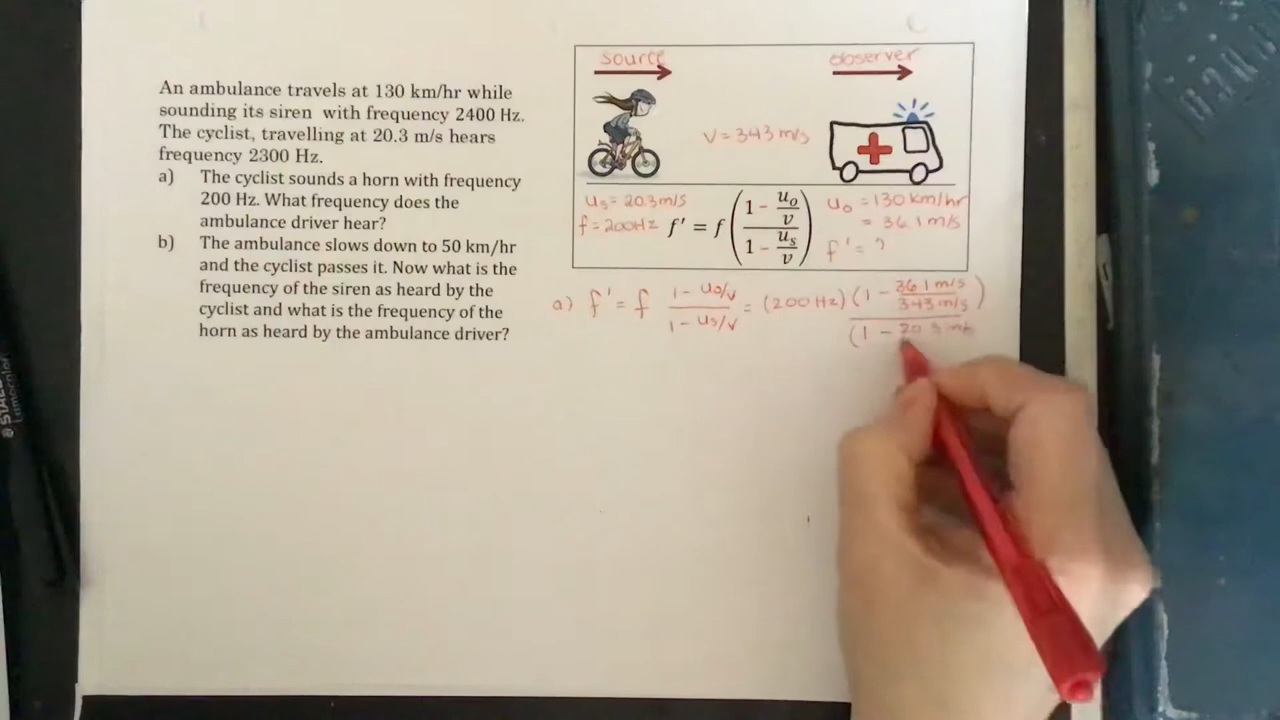 An ambulance travels at 130 km/hr while
sounding its siren with frequency 2400 Hz.
The cyclist, travelling at 20.3 m/s hears
frequency 2300 Hz.
a) The cyclist sounds a horn with frequency
200 Hz. What frequency does the
ambulance driver hear?
b) The ambulance slows down to 50 km/hr
and the cyclist passes it. Now what is the
frequency of the siren as heard by the
cyclist and what is the frequency of the
horn as heard by the ambulance driver?
source
observer
v = 343 m/s
us = 20.3 m/s
f = 200Hz
f' = f ( (1 - uo/v) / (1 - us/v) )
uo = 130 km/hr
= 36.1 m/s
f' = ?
a) f' = f (1 - uo/v) / (1 - us/v) = (200 Hz) (1 - 36.1 m/s / 343 m/s)
(1 - 20.3 m/s
STAEDTLER